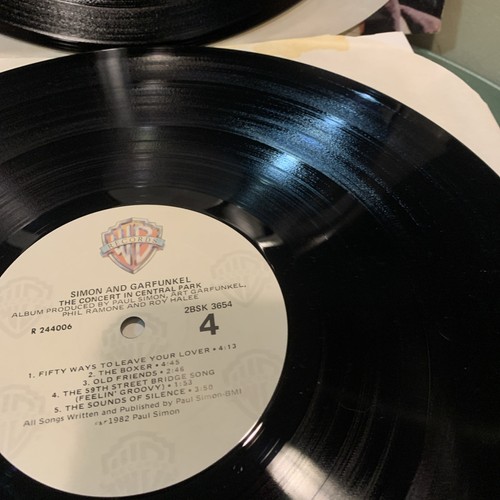 RECORDS
SIMON AND GARFUNKEL
THE CONCERT IN CENTRAL PARK
ALBUM PRODUCED BY PAUL SIMON, ART GARFUNKEL,
PHIL RAMONE AND ROY HALEE
R 244006
2BSK 3654
4
1. FIFTY WAYS TO LEAVE YOUR LOVER • 4:13
2. THE BOXER • 4:45
3. OLD FRIENDS • 2:46
4. THE 59TH STREET BRIDGE SONG
(FEELIN' GROOVY) • 1:53
5. THE SOUNDS OF SILENCE • 3:50
All Songs Written and Published by Paul Simon-BMI
1982 Paul Simon